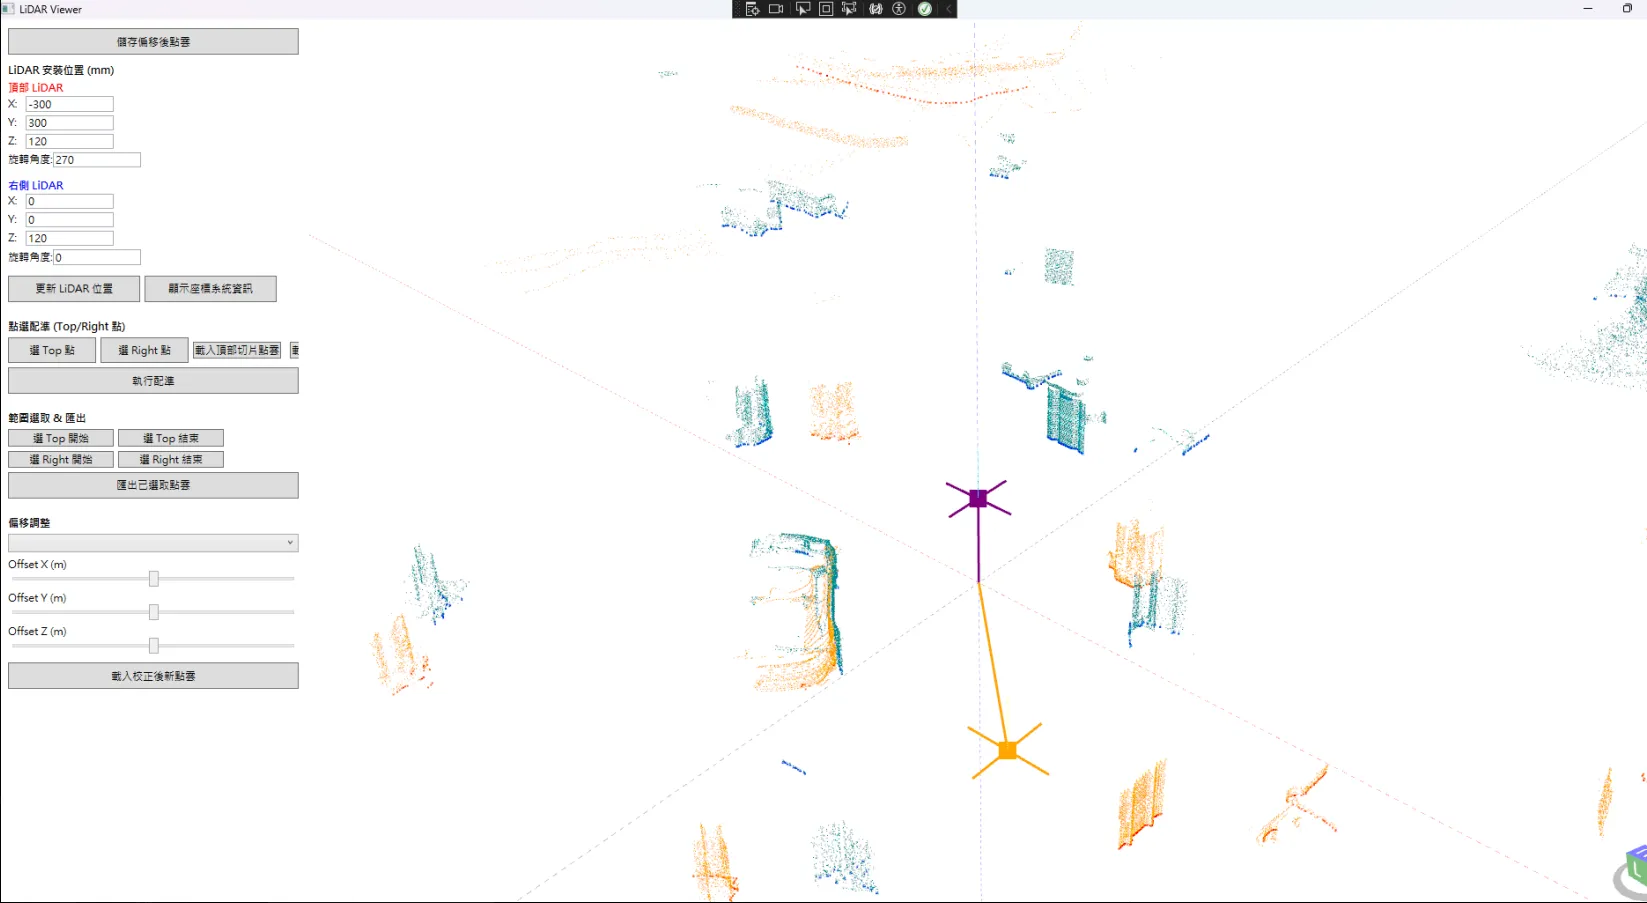 LiDAR Viewer
儲存偏移後點雲
LiDAR 安裝位置 (mm)
頂部 LiDAR
X: -300
Y: 300
Z: 120
旋轉角度: 270
右側 LiDAR
X: 0
Y: 0
Z: 120
旋轉角度: 0
更新 LiDAR 位置 顯示座標系統資訊
點選配準 (Top/Right 點)
選 Top 點 選 Right 點 載入頂部切片點雲
執行配準
範圍選取 & 匯出
選 Top 開始 選 Top 結束
選 Right 開始 選 Right 結束
匯出已選取點雲
偏移調整
Offset X (m)
Offset Y (m)
Offset Z (m)
載入校正後新點雲